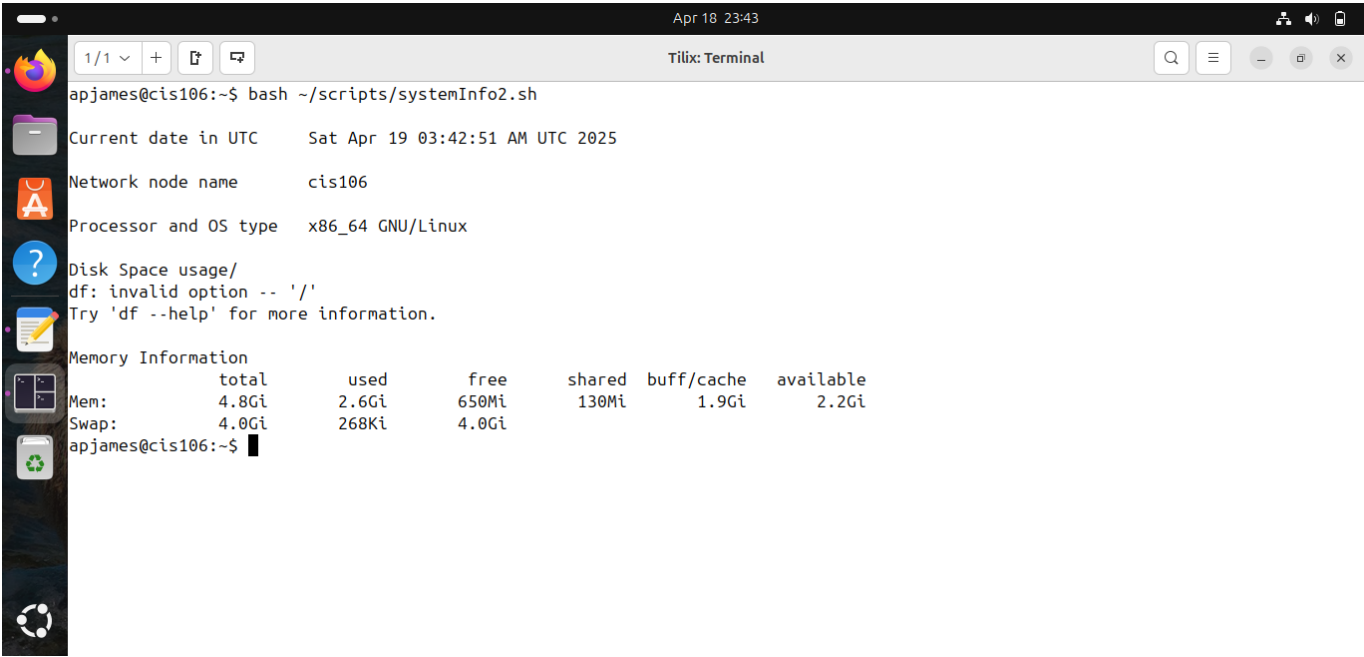 Apr 18 23:43
1/1
Tilix: Terminal
apjames@cis106:~$ bash ~/scripts/systemInfo2.sh
Current date in UTC     Sat Apr 19 03:42:51 AM UTC 2025
Network node name       cis106
Processor and OS type   x86_64 GNU/Linux
Disk Space usage/
df: invalid option -- '/'
Try 'df --help' for more information.
Memory Information
               total        used        free      shared  buff/cache   available
Mem:           4.8Gi       2.6Gi       650Mi       130Mi       1.9Gi       2.2Gi
Swap:          4.0Gi       268Ki       4.0Gi
apjames@cis106:~$